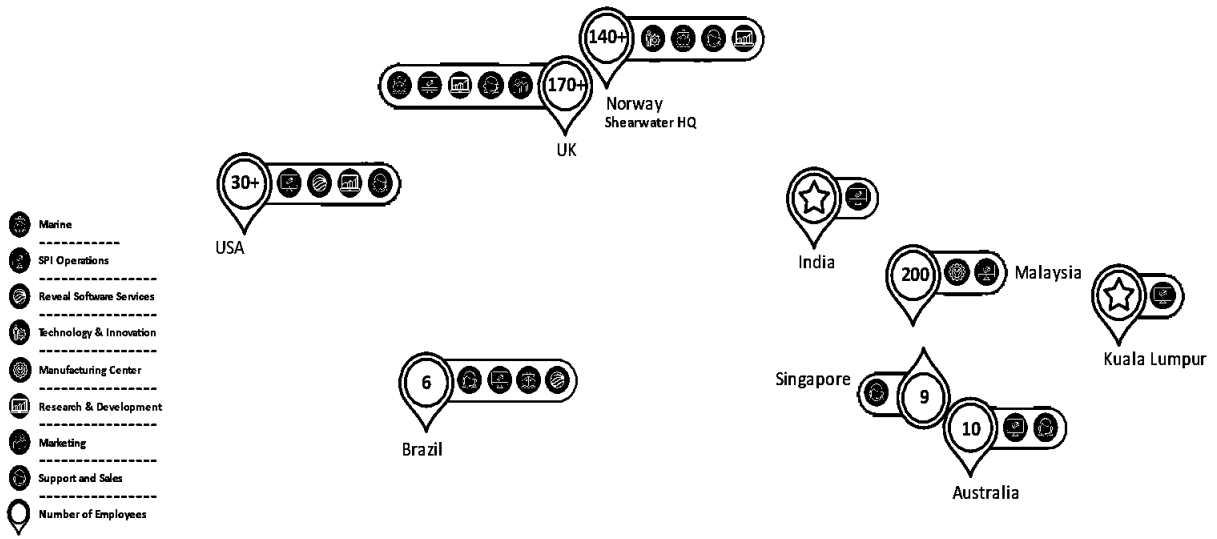 140+
170+
Norway
Shearwater HQ
UK
30+
USA
India
200
Malaysia
Kuala Lumpur
Marine
SPI Operations
Reveal Software Services
Technology & Innovation
Manufacturing Center
Research & Development
Marketing
Support and Sales
Number of Employees
6
Brazil
Singapore
9
10
Australia